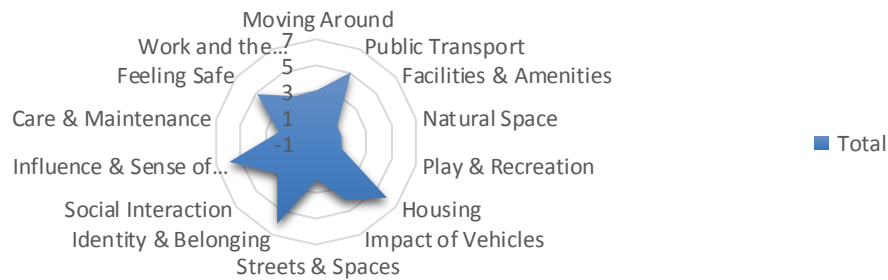 Moving Around
Public Transport
Facilities & Amenities
Natural Space
Play & Recreation
Housing
Impact of Vehicles
Streets & Spaces
Identity & Belonging
Social Interaction
Influence & Sense of...
Care & Maintenance
Feeling Safe
Work and the...
7
5
3
1
-1
Total